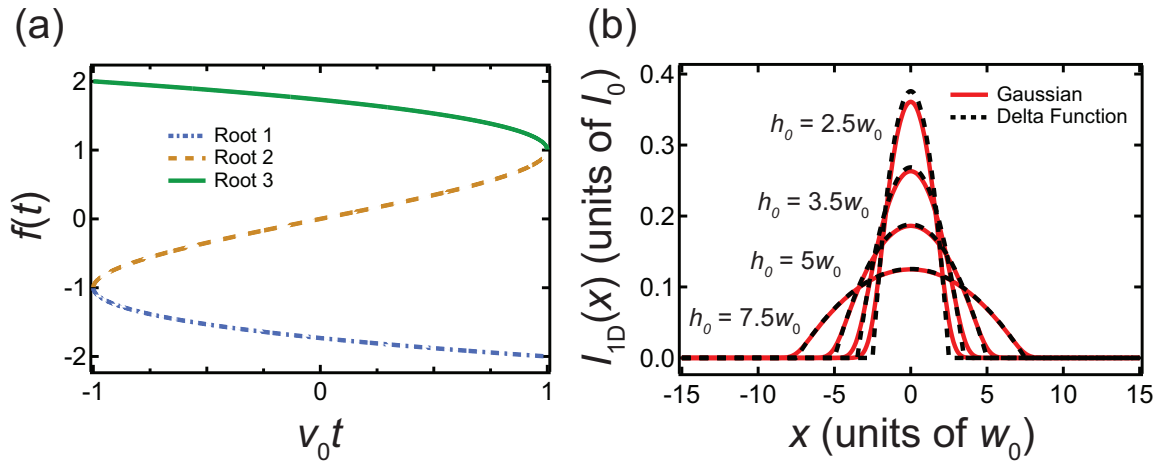 (a)
f(t)
2
1
0
-1
-2
Root 1
Root 2
Root 3
-1
0
1
v₀t
(b)
I₁D(x) (units of I₀)
0.4
0.3
0.2
0.1
0.0
Gaussian
Delta Function
h₀ = 2.5w₀
h₀ = 3.5w₀
h₀ = 5w₀
h₀ = 7.5w₀
-15
-10
-5
0
5
10
15
x (units of w₀)